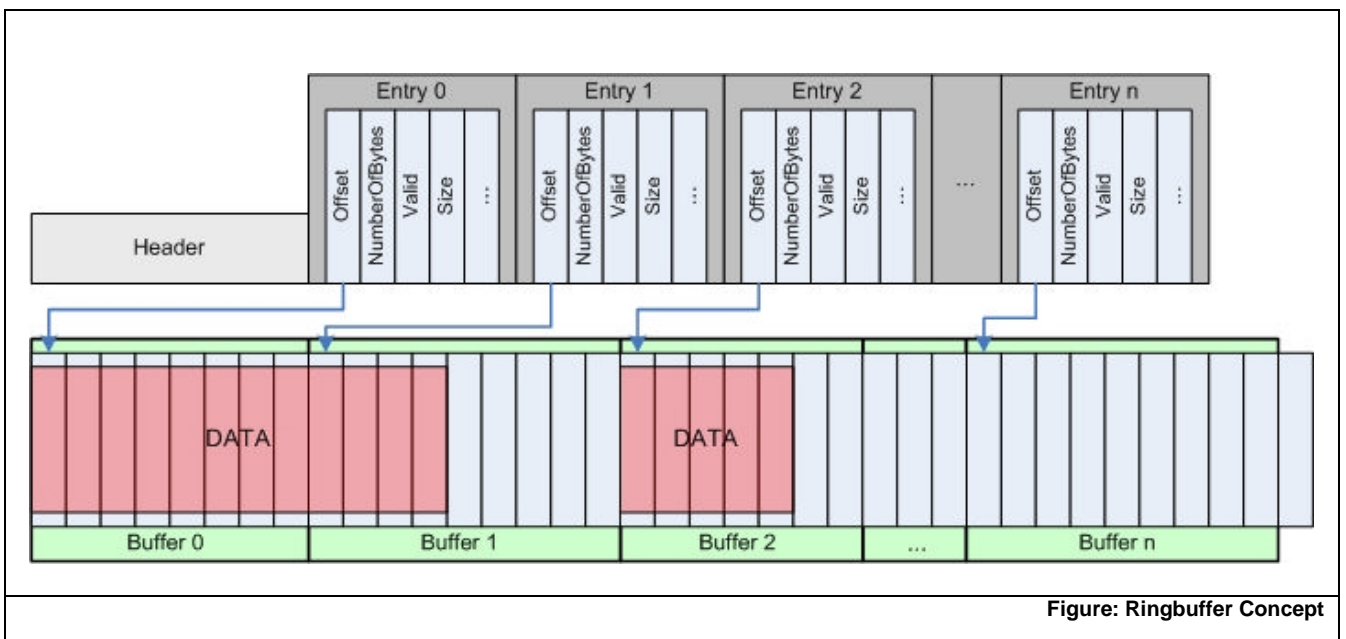 Entry 0
Entry 1
Entry 2
Entry n
Offset
NumberOfBytes
Valid
Size
...
Offset
NumberOfBytes
Valid
Size
...
Offset
NumberOfBytes
Valid
Size
...
...
Offset
NumberOfBytes
Valid
Size
...
Header
DATA
DATA
Buffer 0
Buffer 1
Buffer 2
...
Buffer n
Figure: Ringbuffer Concept